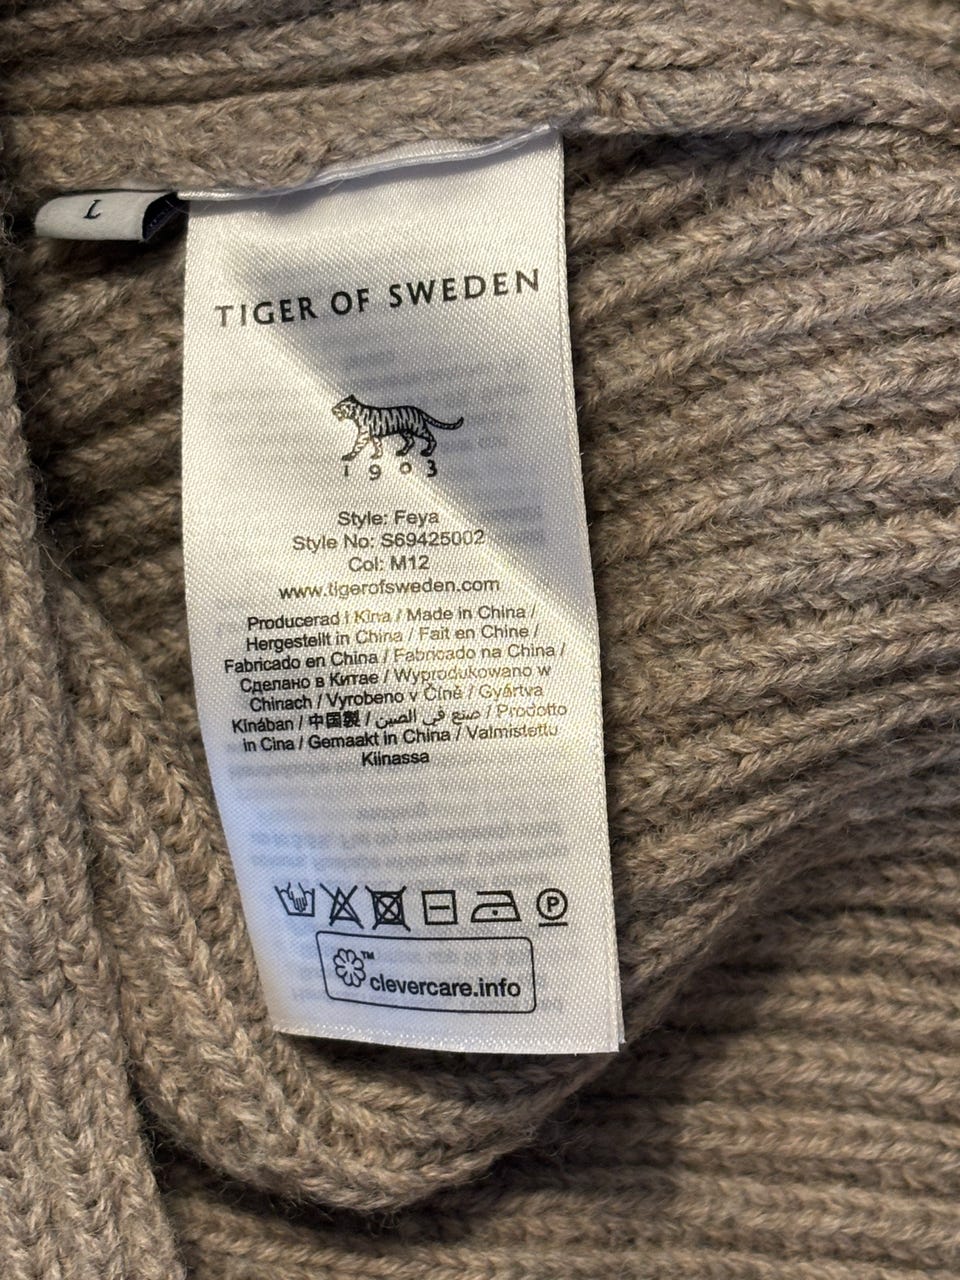 L
TIGER OF SWEDEN
1903
Style: Feya
Style No: S69425002
Col: M12
www.tigerofsweden.com
Producerad i Kina / Made in China /
Hergestellt in China / Fait en Chine /
Fabricado en China / Fabricado na China /
Сделано в Китае / Wyprodukowano w
Chinach / Vyrobeno v Číně / Gyártva
Kínában / 中国製 / صنع في الصين / Prodotto
in Cina / Gemaakt in China / Valmistettu
Kiinassa
P
TM
clevercare.info